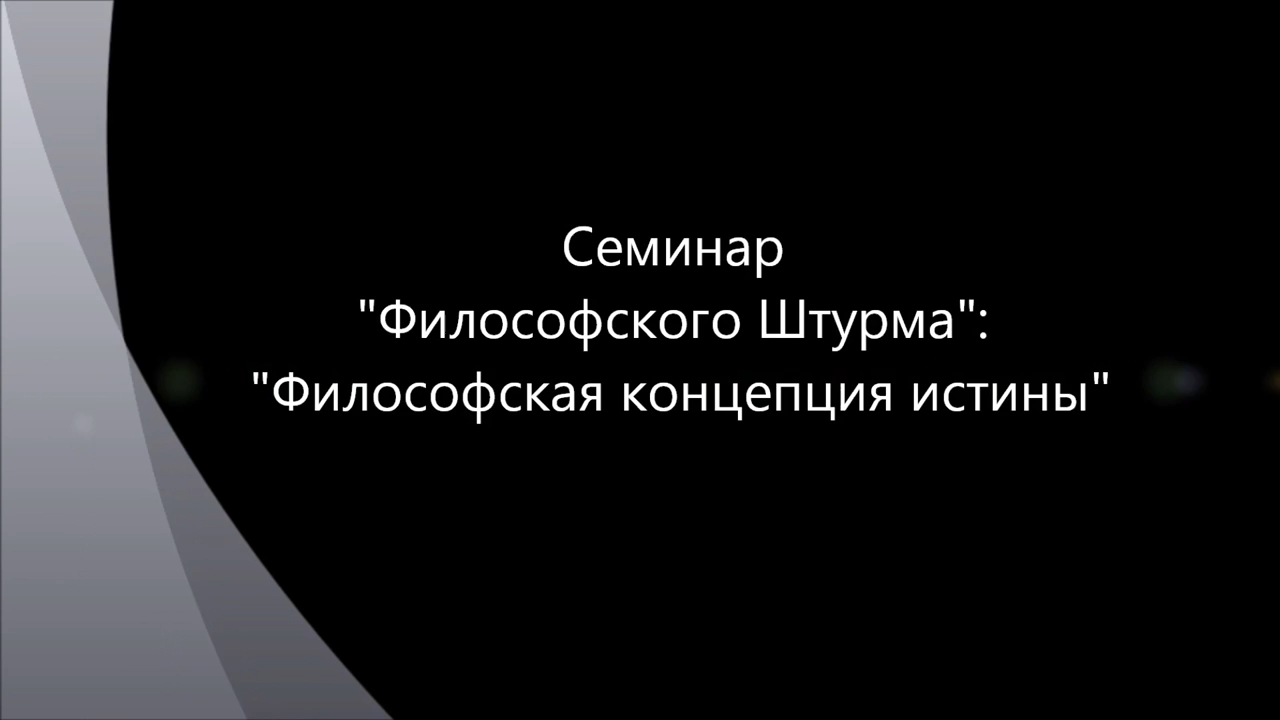 Семинар
"Философского Штурма":
"Философская концепция истины"